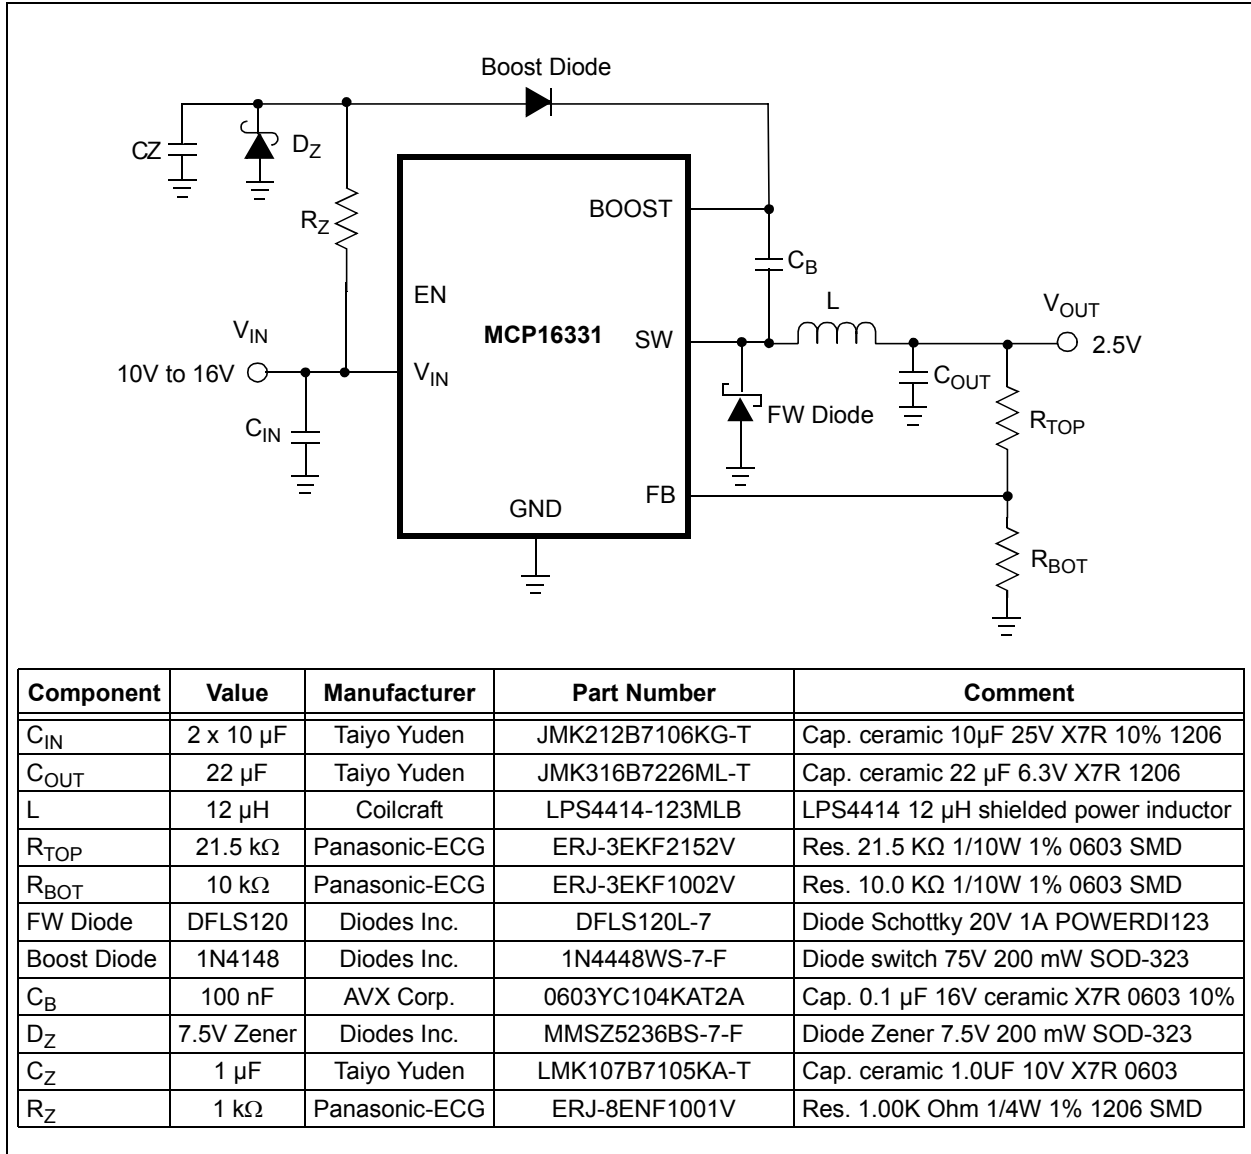 Boost Diode
CZ
DZ
RZ
BOOST
CB
EN
MCP16331
SW
L
VOUT
2.5V
VIN
10V to 16V
VIN
COUT
FW Diode
RTOP
CIN
FB
GND
RBOT
Component Value Manufacturer Part Number Comment
CIN 2 x 10 µF Taiyo Yuden JMK212B7106KG-T Cap. ceramic 10µF 25V X7R 10% 1206
COUT 22 µF Taiyo Yuden JMK316B7226ML-T Cap. ceramic 22 µF 6.3V X7R 1206
L 12 µH Coilcraft LPS4414-123MLB LPS4414 12 µH shielded power inductor
RTOP 21.5 kΩ Panasonic-ECG ERJ-3EKF2152V Res. 21.5 KΩ 1/10W 1% 0603 SMD
RBOT 10 kΩ Panasonic-ECG ERJ-3EKF1002V Res. 10.0 KΩ 1/10W 1% 0603 SMD
FW Diode DFLS120 Diodes Inc. DFLS120L-7 Diode Schottky 20V 1A POWERDI123
Boost Diode 1N4148 Diodes Inc. 1N4448WS-7-F Diode switch 75V 200 mW SOD-323
CB 100 nF AVX Corp. 0603YC104KAT2A Cap. 0.1 µF 16V ceramic X7R 0603 10%
DZ 7.5V Zener Diodes Inc. MMSZ5236BS-7-F Diode Zener 7.5V 200 mW SOD-323
CZ 1 µF Taiyo Yuden LMK107B7105KA-T Cap. ceramic 1.0UF 10V X7R 0603
RZ 1 kΩ Panasonic-ECG ERJ-8ENF1001V Res. 1.00K Ohm 1/4W 1% 1206 SMD